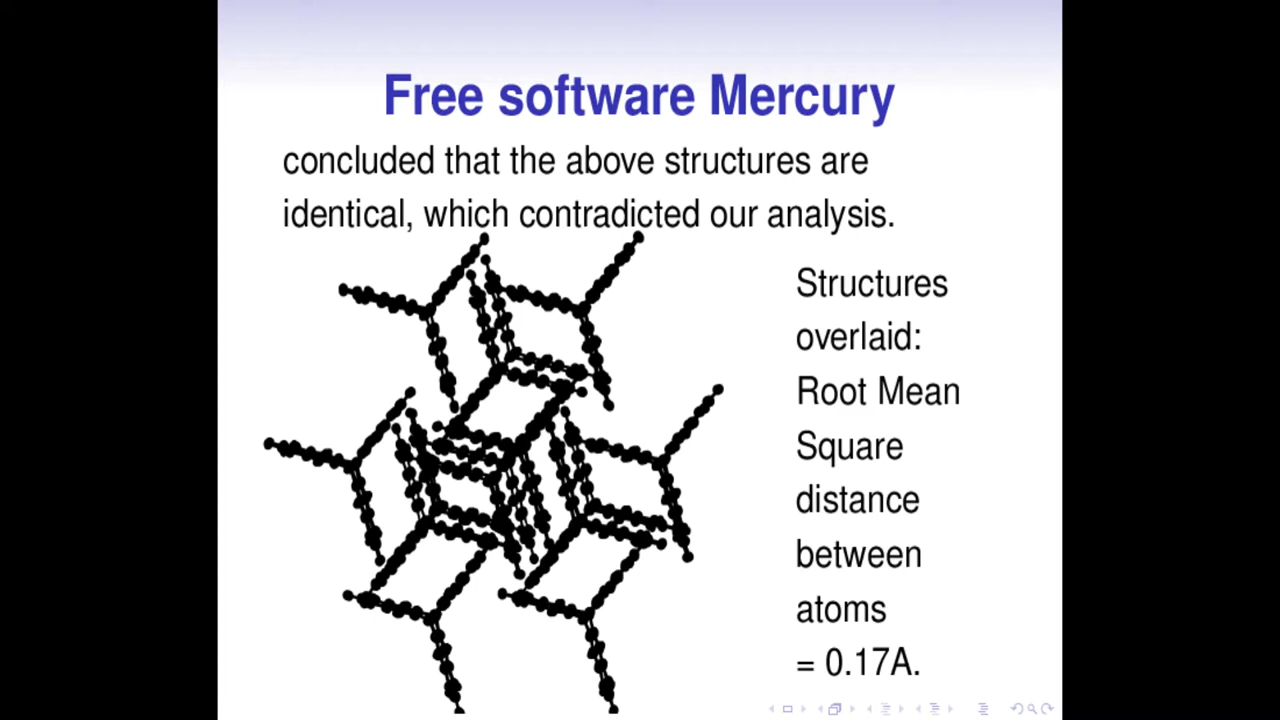 Free software Mercury
concluded that the above structures are
identical, which contradicted our analysis.
Structures
overlaid:
Root Mean
Square
distance
between
atoms
= 0.17A.